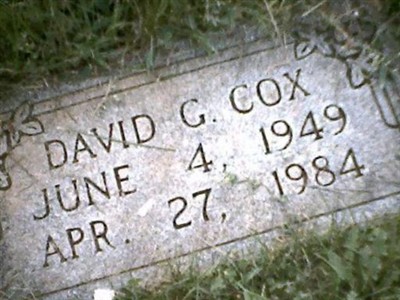 DAVID G. COX
JUNE 4, 1949
APR. 27, 1984